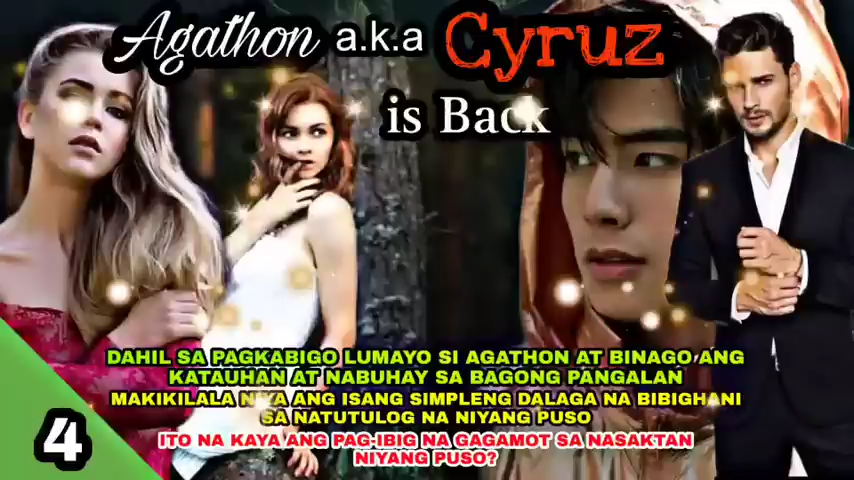 Agathon a.k.a Cyruz
is Back
DAHIL SA PAGKABIGO LUMAYO SI AGATHON AT BINAGO ANG
KATAUHAN AT NABUHAY SA BAGONG PANGALAN
MAKIKILALA NIYA ANG ISANG SIMPLENG DALAGA NA BIBIGHANI
SA NATUTULOG NA NIYANG PUSO
ITO NA KAYA ANG PAG-IBIG NA GAGAMOT SA NASAKTAN
NIYANG PUSO?
4